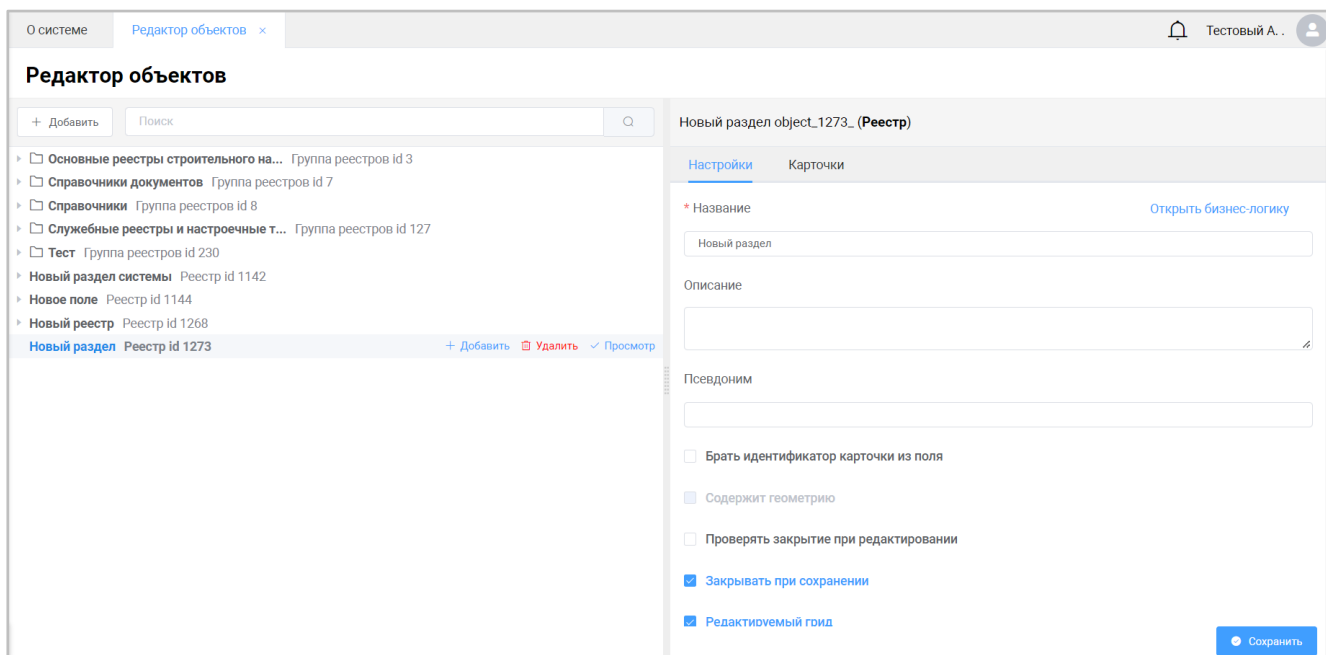 О системе
Редактор объектов ×
Тестовый А. .
Редактор объектов
+ Добавить
Поиск
Основные реестры строительного на... Группа реестров id 3
Справочники документов Группа реестров id 7
Справочники Группа реестров id 8
Служебные реестры и настроечные т... Группа реестров id 127
Тест Группа реестров id 230
Новый раздел системы Реестр id 1142
Новое поле Реестр id 1144
Новый реестр Реестр id 1268
Новый раздел Реестр id 1273 + Добавить Удалить Просмотр
Новый раздел object_1273_ (Реестр)
Настройки Карточки
* Название Открыть бизнес-логику
Новый раздел
Описание
Псевдоним
Брать идентификатор карточки из поля
Содержит геометрию
Проверять закрытие при редактировании
Закрывать при сохранении
Редактируемый грид
Сохранить